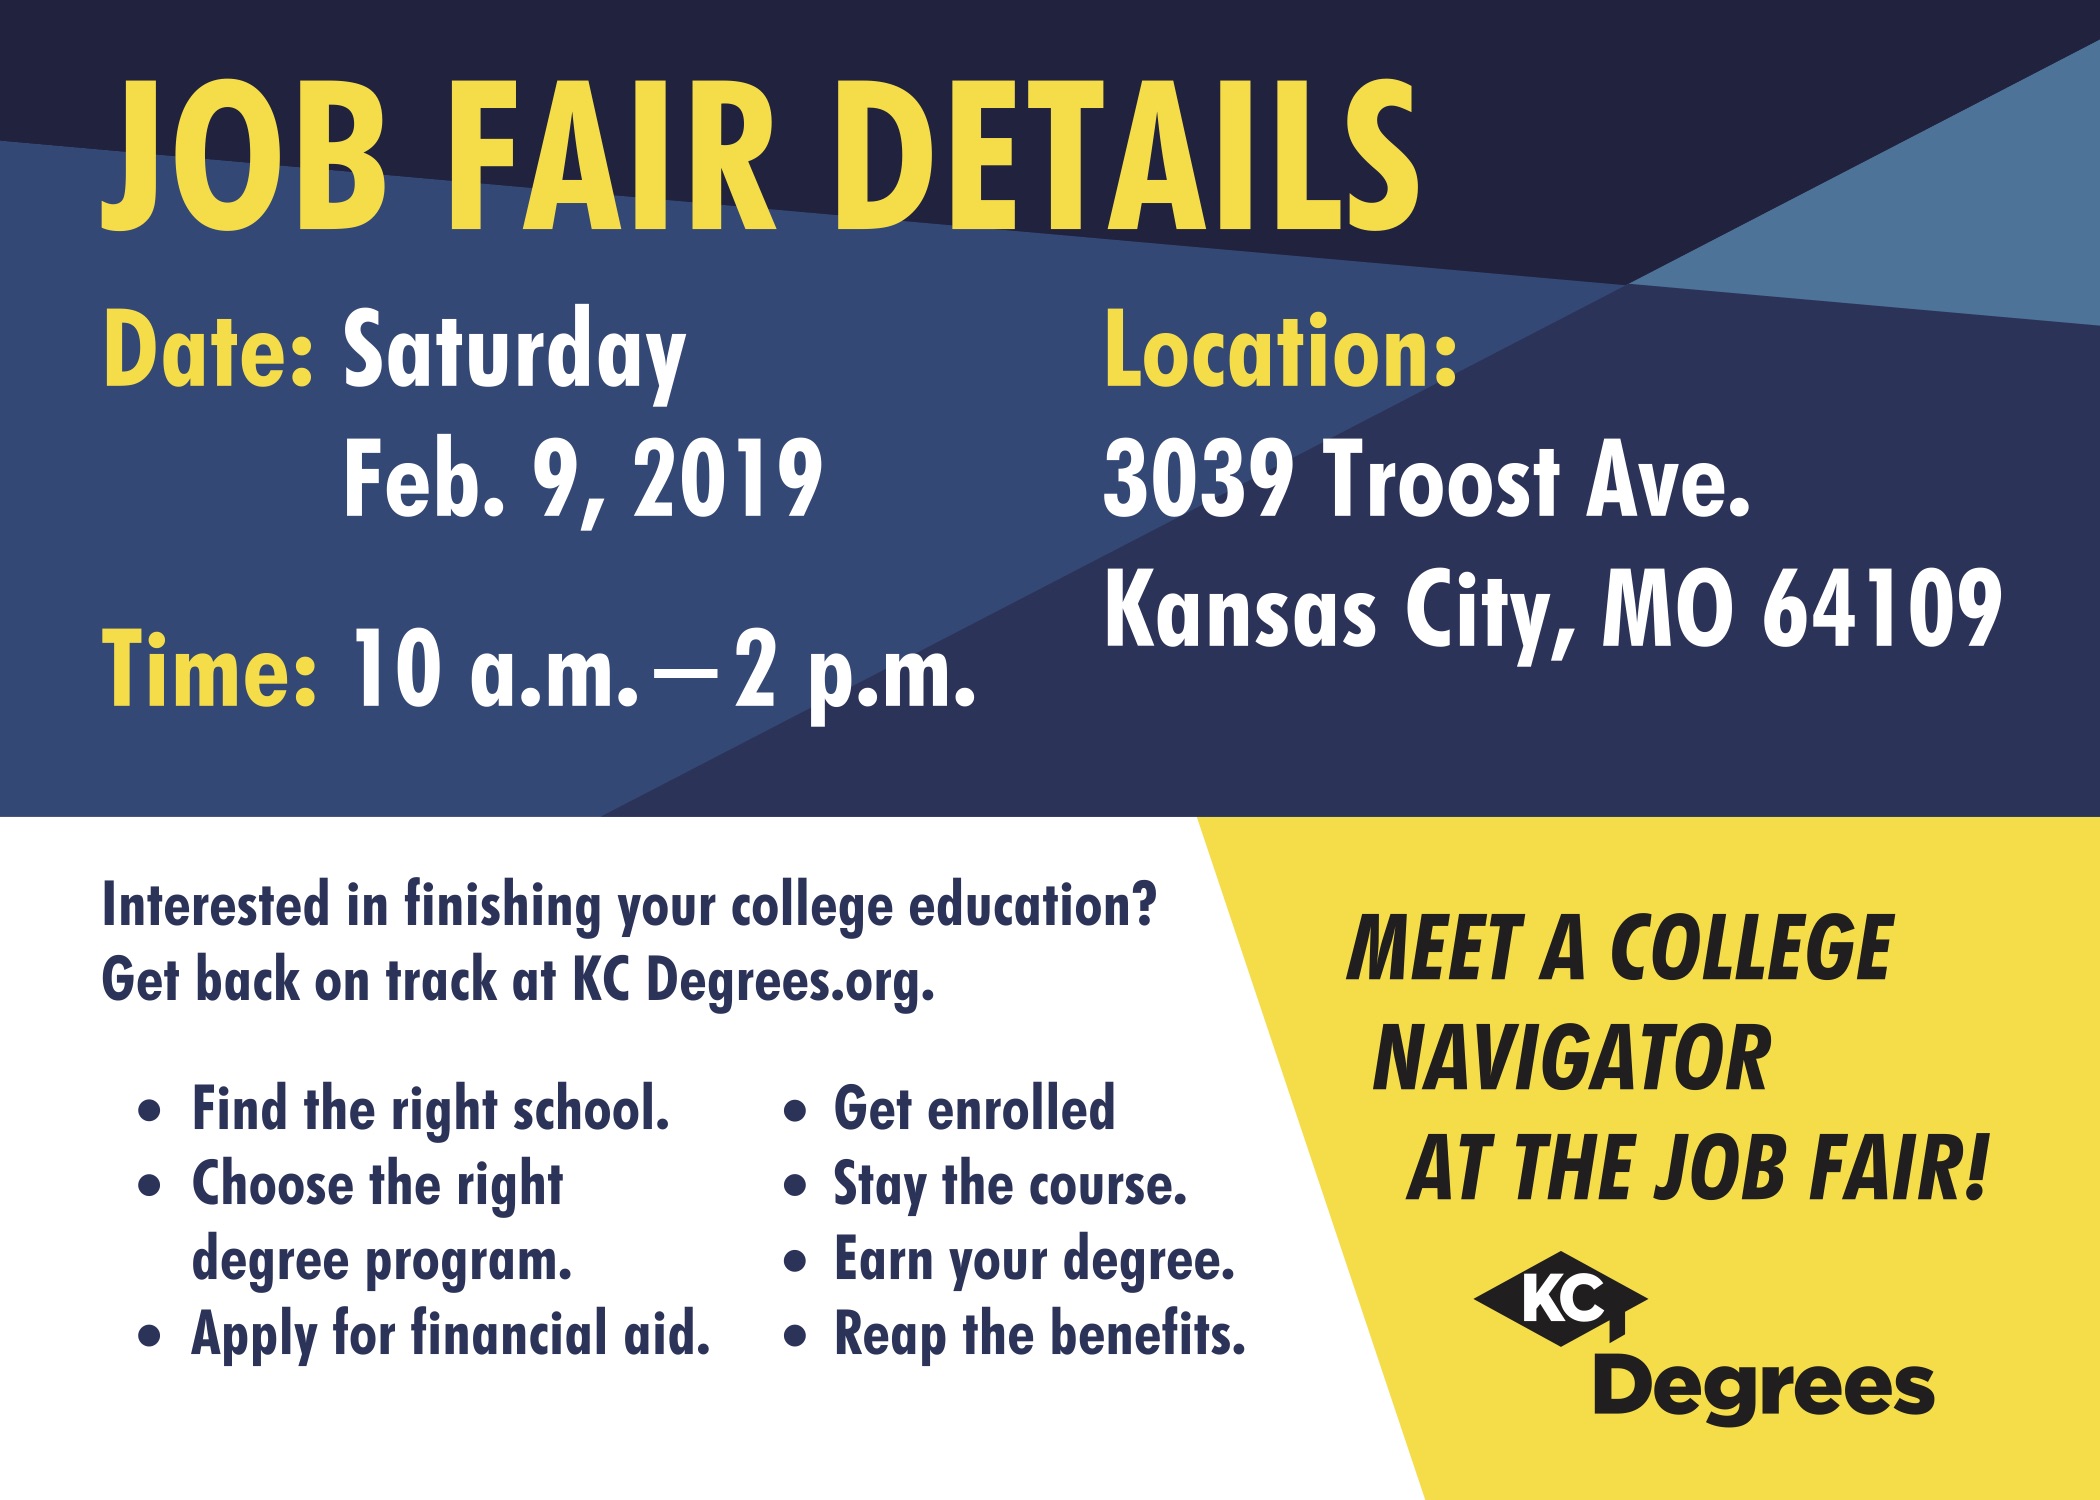 JOB FAIR DETAILS
Date: Saturday
Feb. 9, 2019
Time: 10 a.m. – 2 p.m.
Location:
3039 Troost Ave.
Kansas City, MO 64109
Interested in finishing your college education?
Get back on track at KC Degrees.org.
• Find the right school.
• Choose the right
degree program.
• Apply for financial aid.
• Get enrolled
• Stay the course.
• Earn your degree.
• Reap the benefits.
MEET A COLLEGE
NAVIGATOR
AT THE JOB FAIR!
KC
Degrees